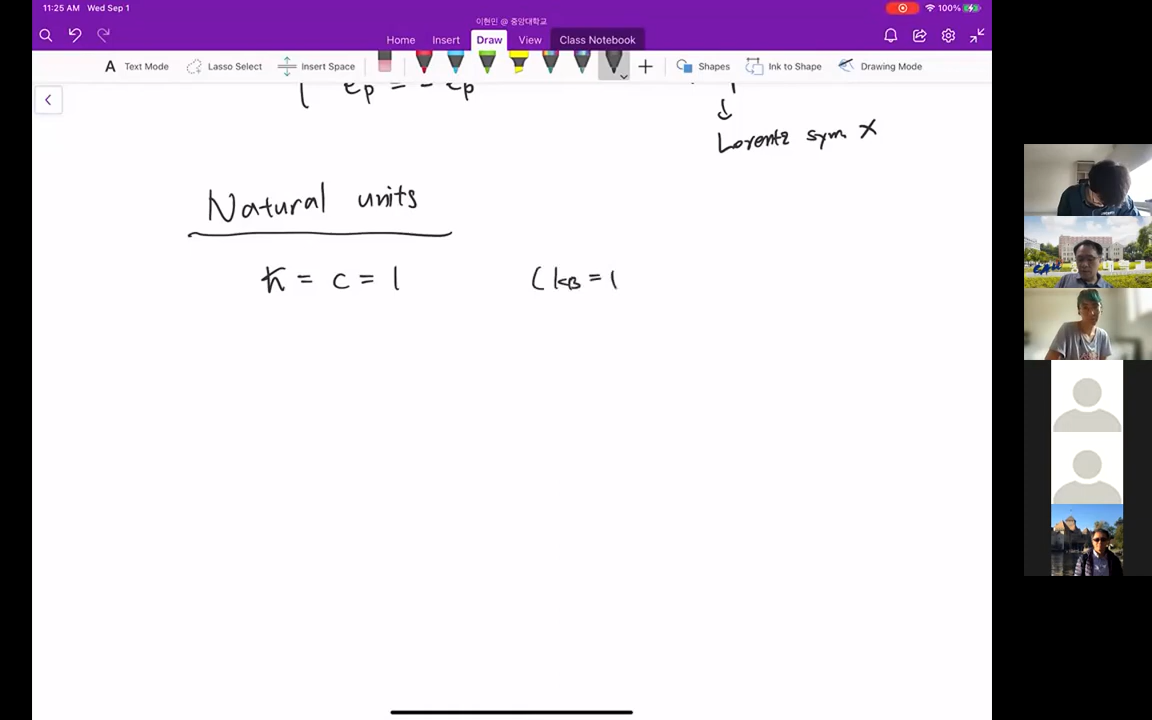 11:25 AM Wed Sep 1
100%
이현민 @ 중앙대학교
Home Insert Draw View Class Notebook
A Text Mode Lasso Select Insert Space + Shapes Ink to Shape Drawing Mode
Lorentz sym ×
Natural units
ℏ = c = 1 ( kB = 1